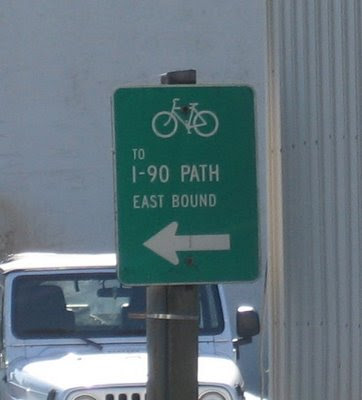 TO
I-90 PATH
EAST BOUND